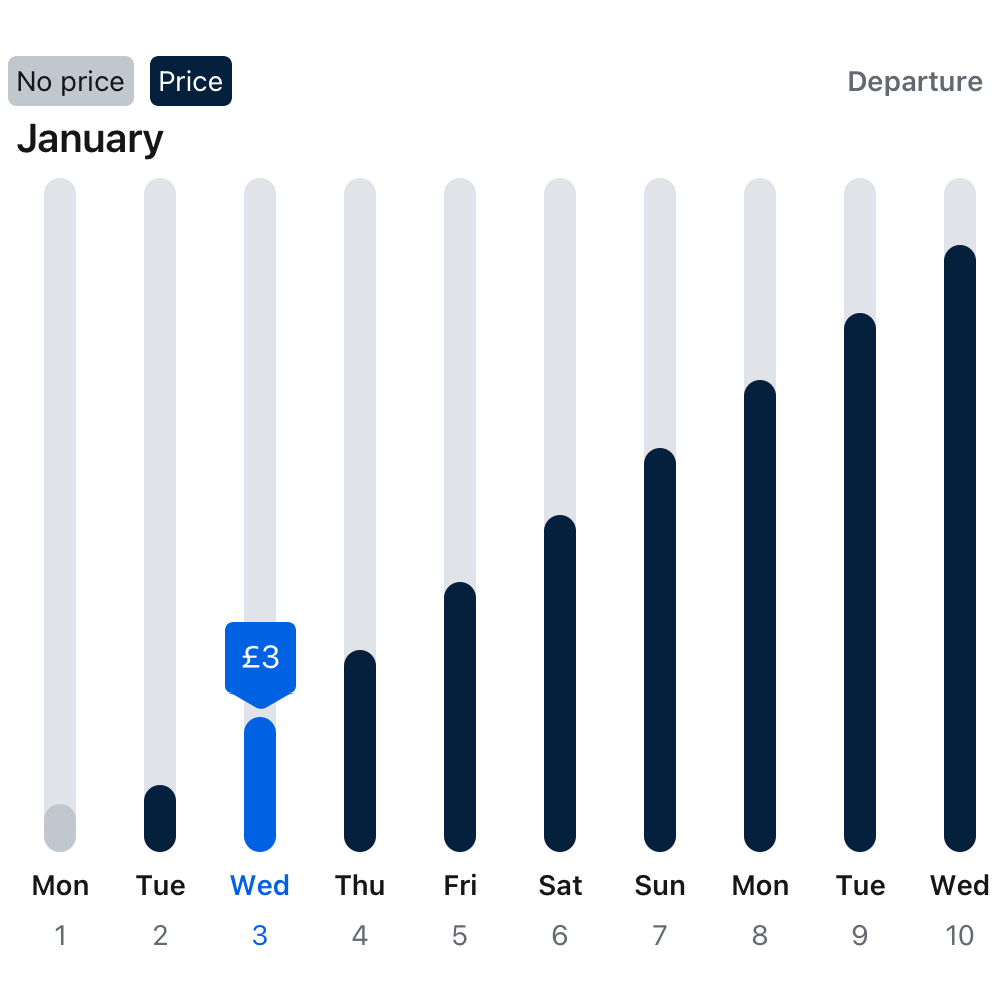 No price Price Departure
January
£3
Mon Tue Wed Thu Fri Sat Sun Mon Tue Wed
1 2 3 4 5 6 7 8 9 10